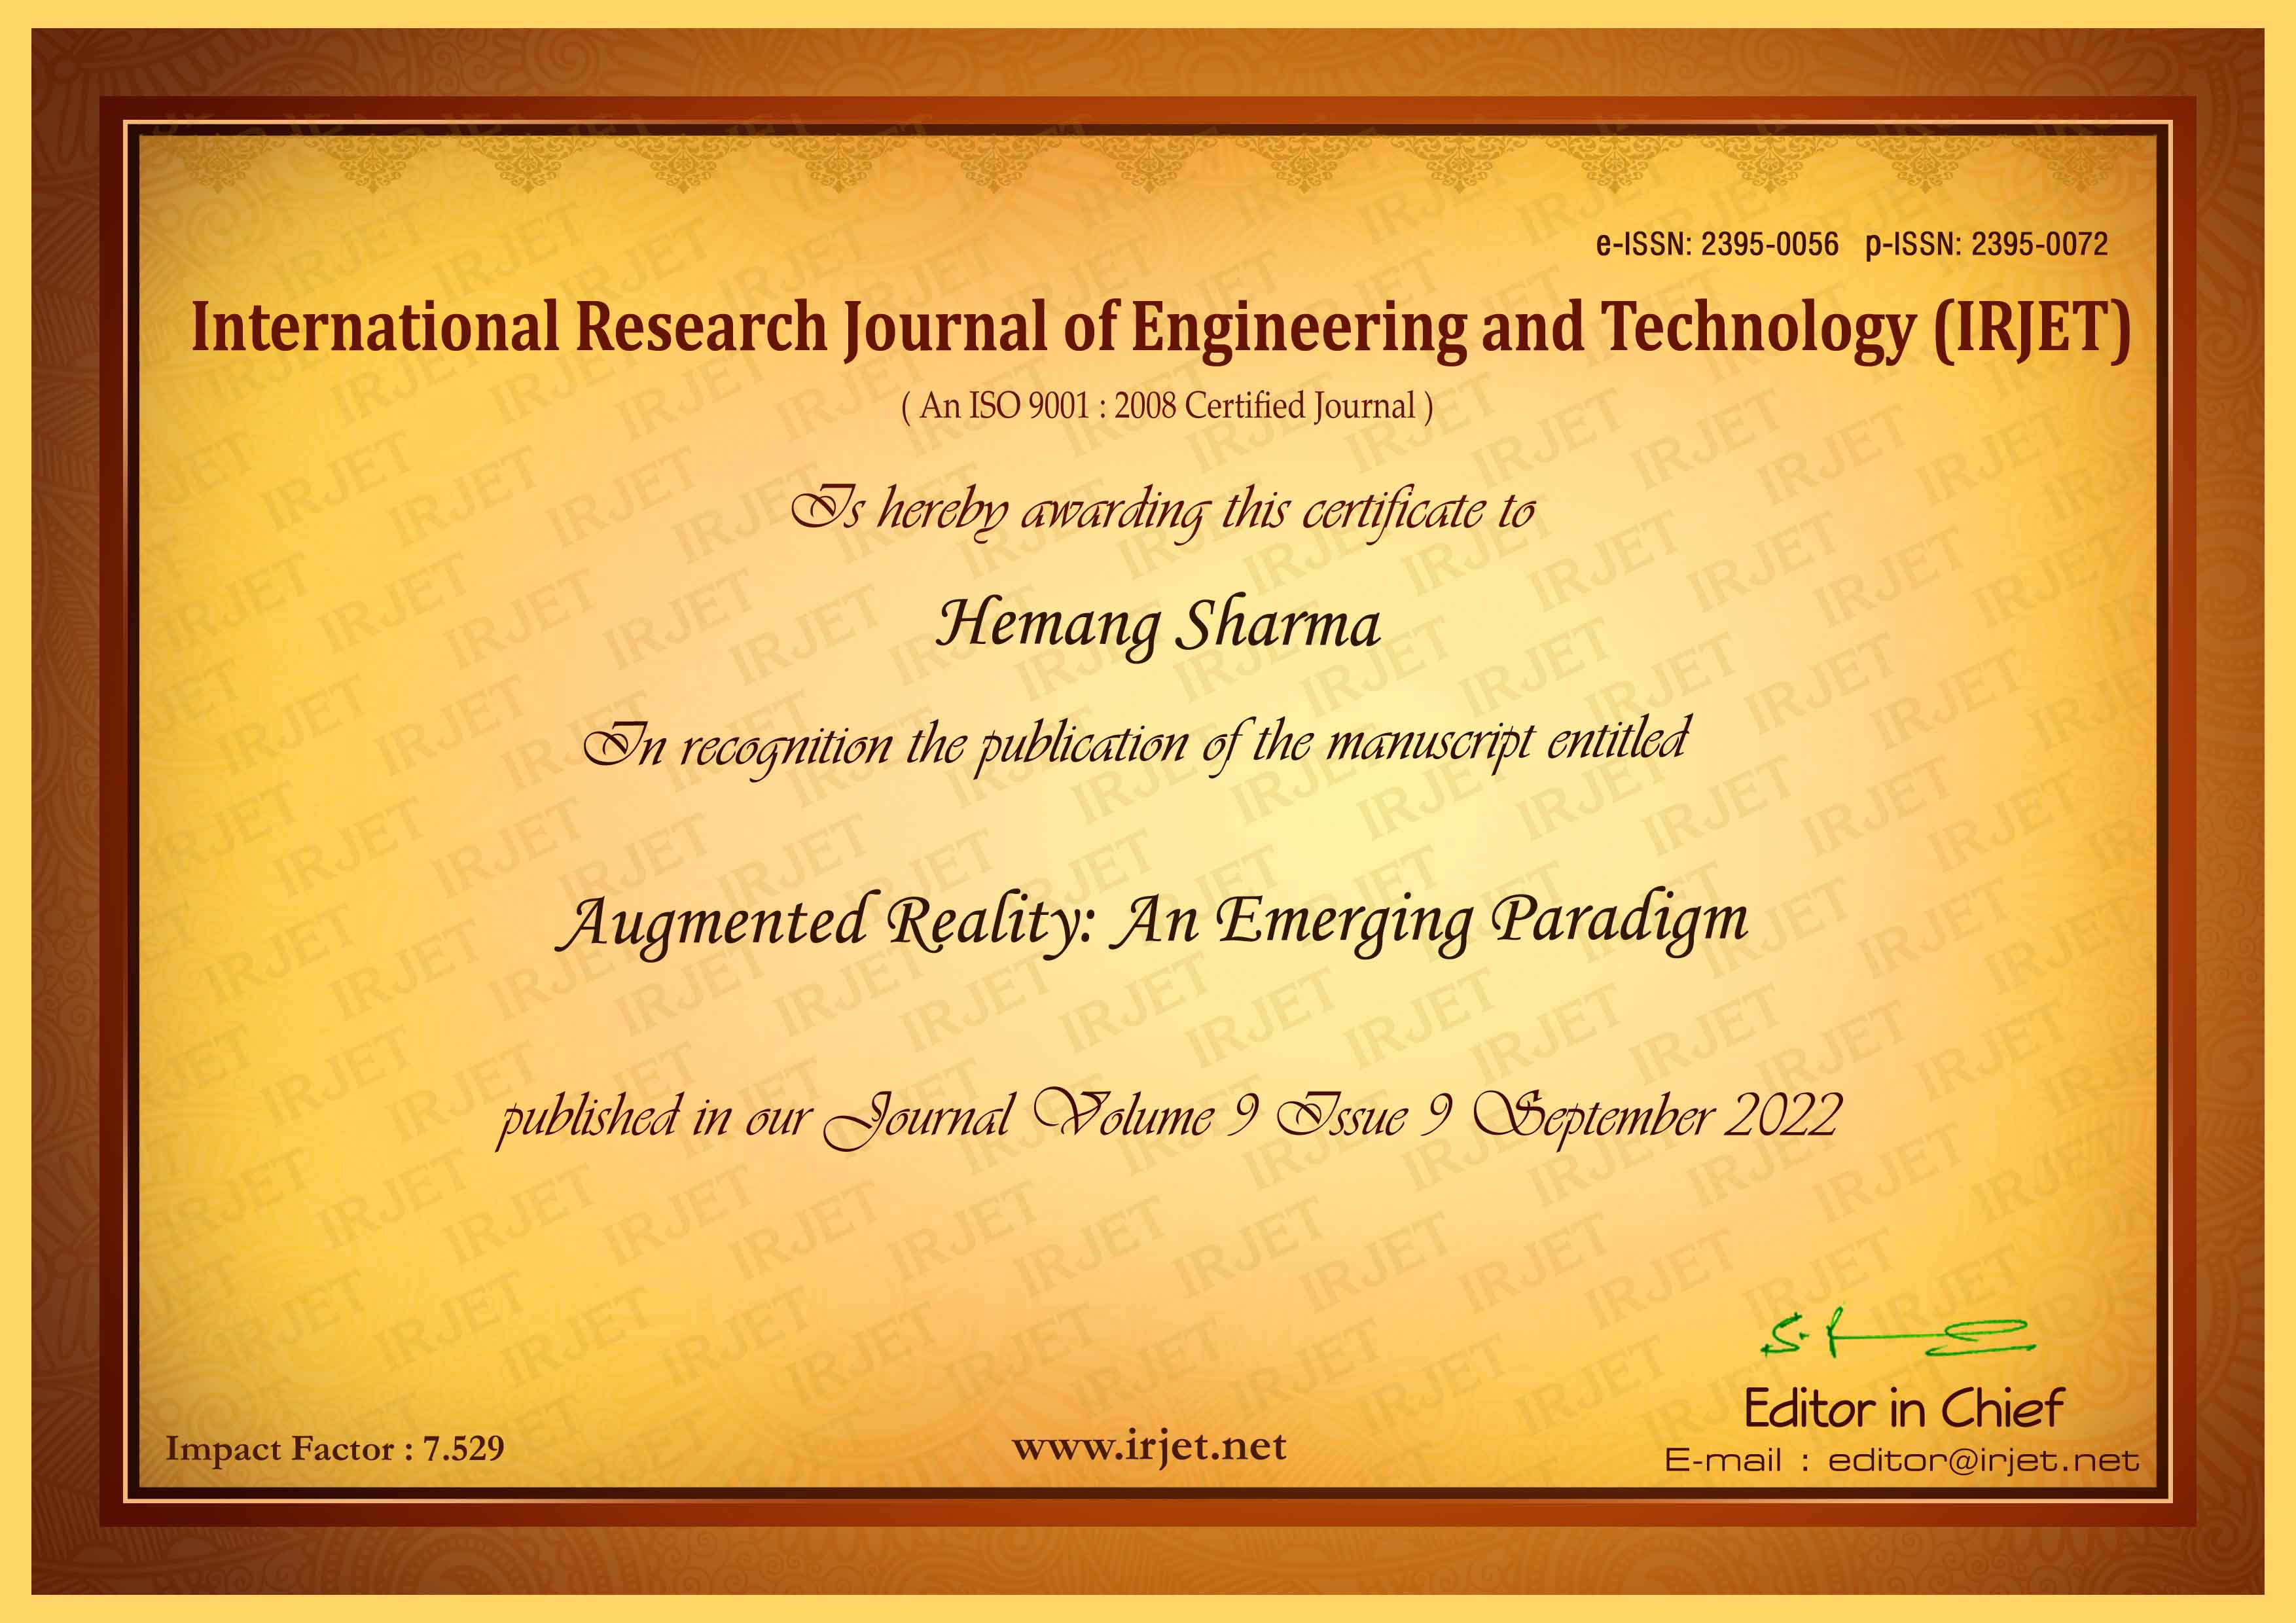 e-ISSN: 2395-0056 p-ISSN: 2395-0072
International Research Journal of Engineering and Technology (IRJET)
( An ISO 9001 : 2008 Certified Journal )
Is hereby awarding this certificate to
Hemang Sharma
In recognition the publication of the manuscript entitled
Augmented Reality: An Emerging Paradigm
published in our Journal Volume 9 Issue 9 September 2022
Editor in Chief
Impact Factor : 7.529
www.irjet.net
E-mail : editor@irjet.net